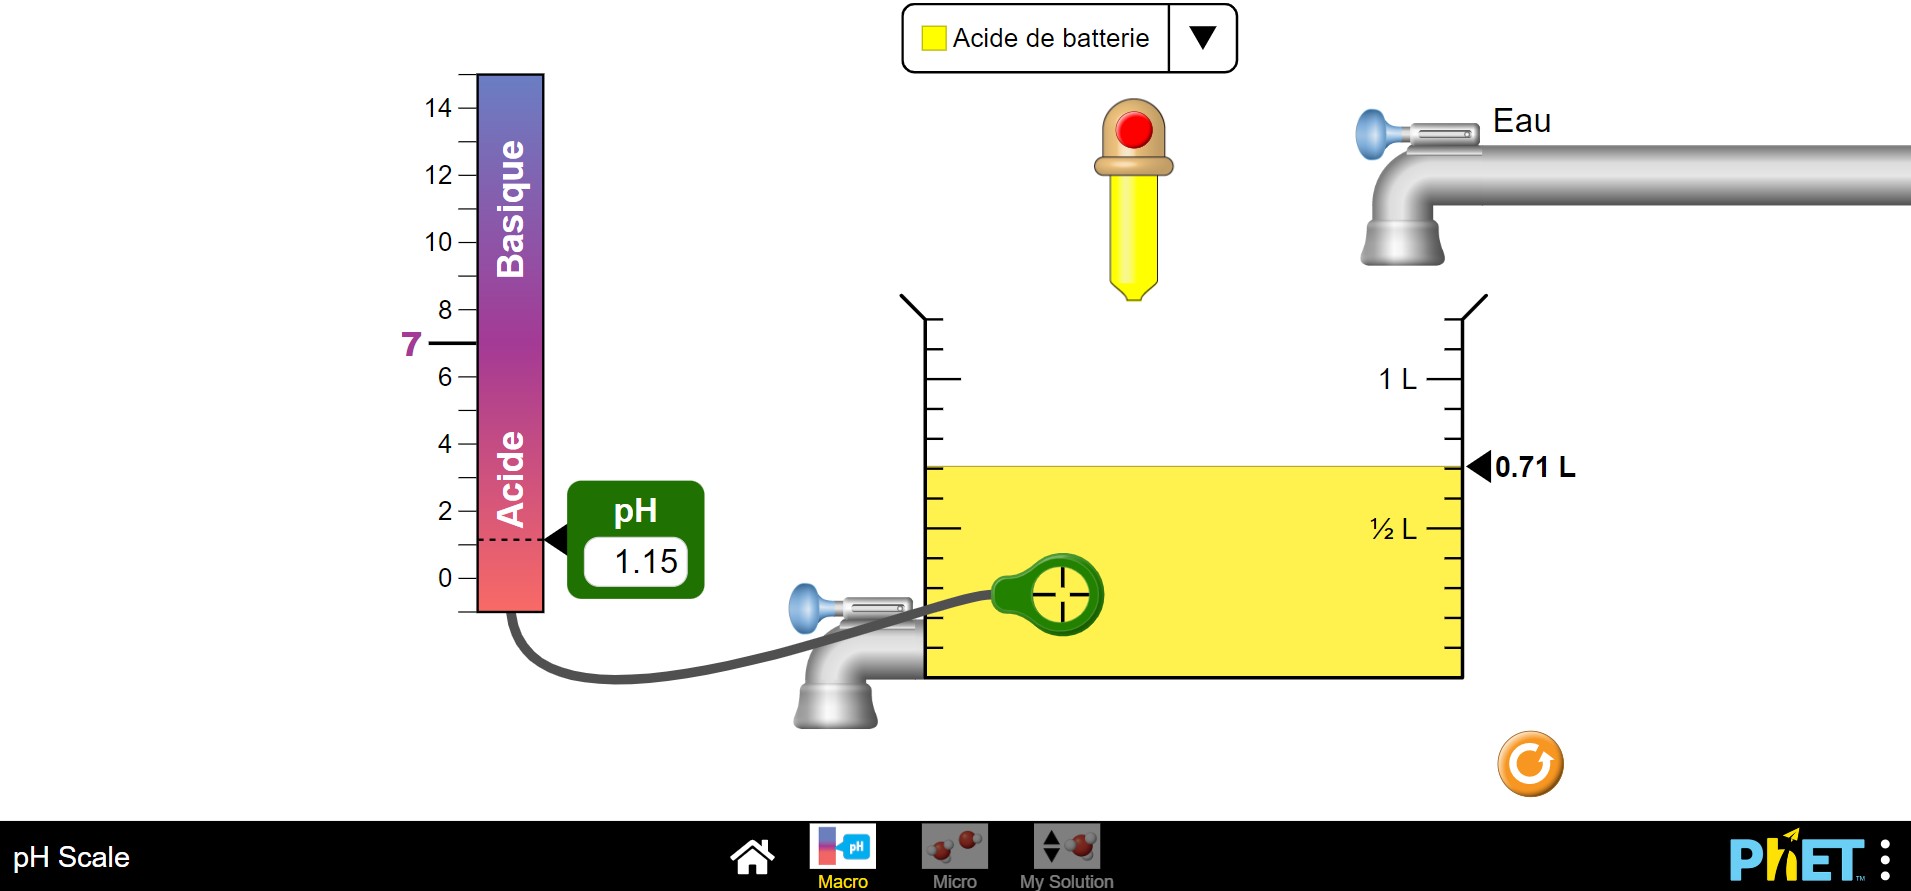 Acide de batterie
Eau
14
12
10
8
7
6
4
2
0
Basique
Acide
pH
1.15
1 L
½ L
0.71 L
pH Scale
pH
Macro
Micro
My Solution
PhET™